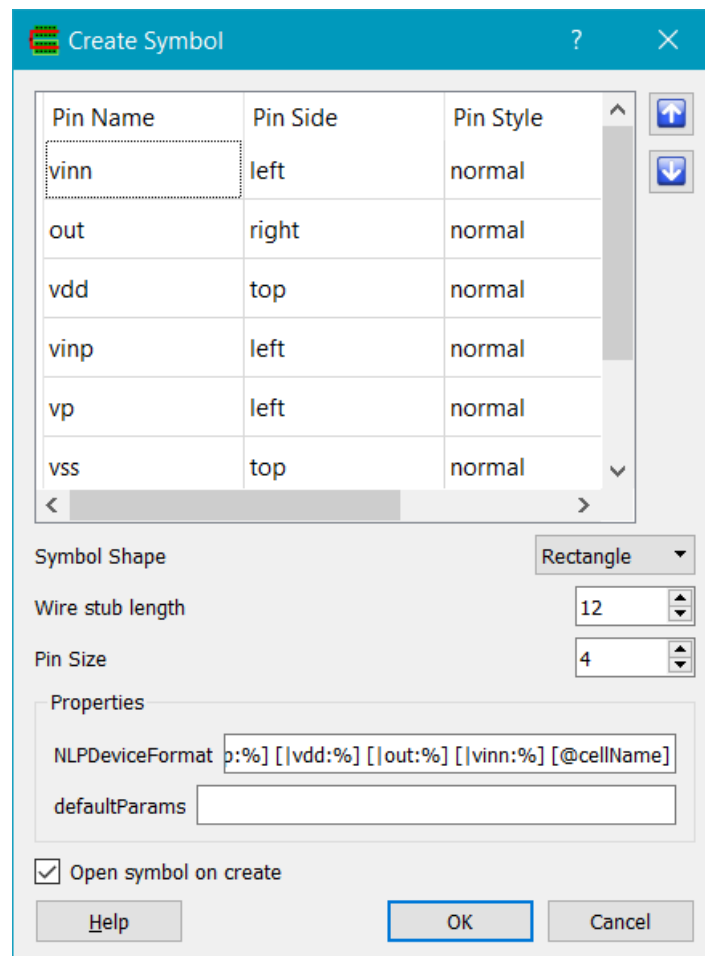 Create Symbol ?
Pin Name Pin Side Pin Style
vinn left normal
out right normal
vdd top normal
vinp left normal
vp left normal
vss top normal
Symbol Shape Rectangle
Wire stub length 12
Pin Size 4
Properties
NLPDeviceFormat p:%] [|vdd:%] [|out:%] [|vinn:%] [@cellName]
defaultParams
Open symbol on create
Help OK Cancel